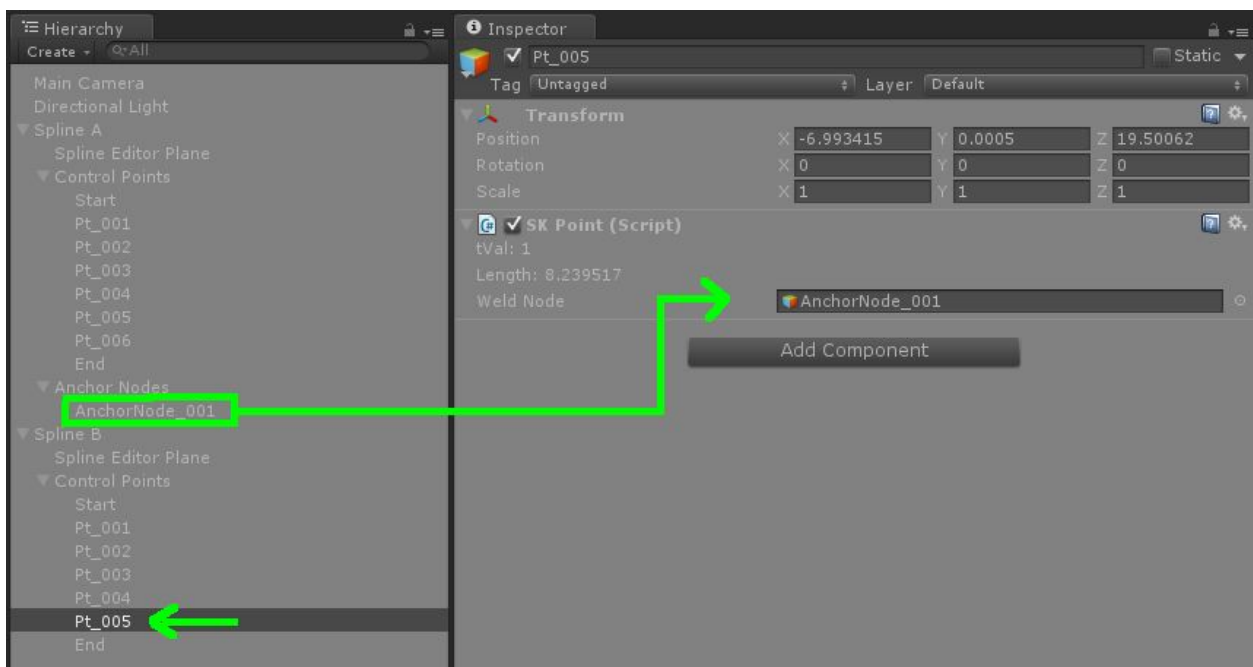 Hierarchy
Create
All
Main Camera
Directional Light
Spline A
Spline Editor Plane
Control Points
Start
Pt_001
Pt_002
Pt_003
Pt_004
Pt_005
Pt_006
End
Anchor Nodes
AnchorNode_001
Spline B
Spline Editor Plane
Control Points
Start
Pt_001
Pt_002
Pt_003
Pt_004
Pt_005
End
Inspector
Pt_005 Static
Tag Untagged Layer Default
Transform
Position X -6.993415 Y 0.0005 Z 19.50062
Rotation X 0 Y 0 Z 0
Scale X 1 Y 1 Z 1
SK Point (Script)
tVal: 1
Length: 8.239517
Weld Node AnchorNode_001
Add Component